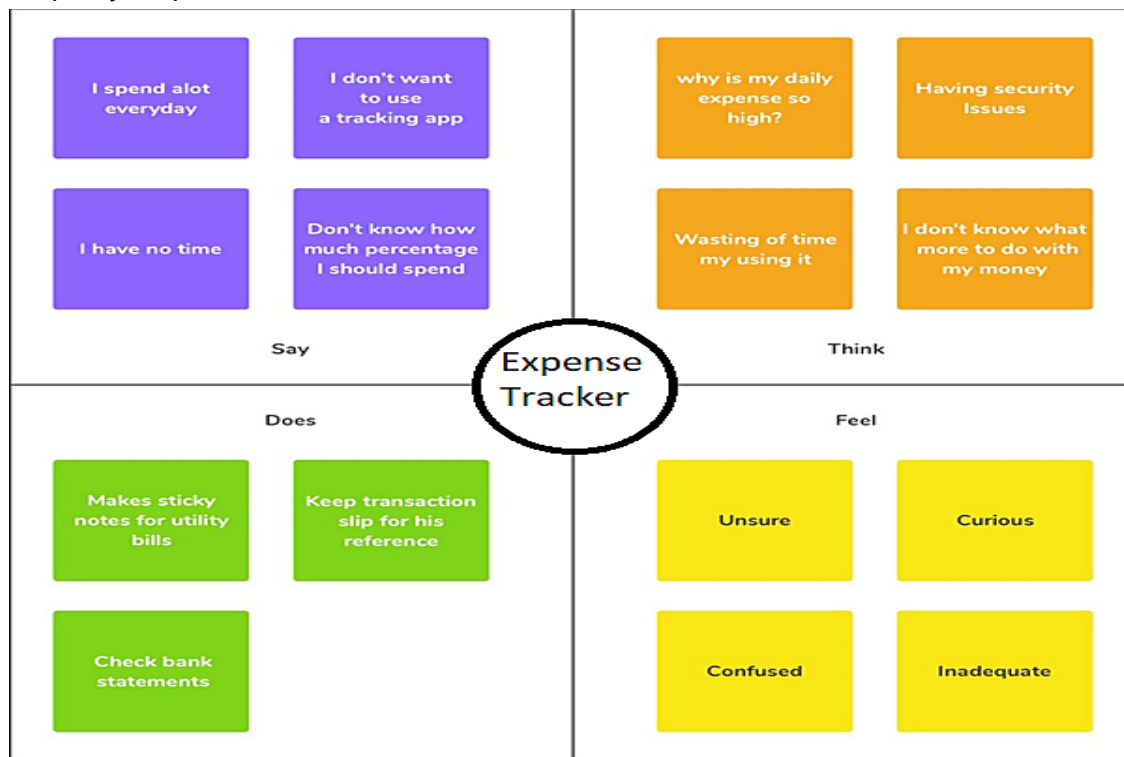 I spend alot
everyday
I don't want
to use
a tracking app
I have no time
Don't know how
much percentage
I should spend
Say
why is my daily
expense so
high?
Having security
Issues
Wasting of time
my using it
I don't know what
more to do with
my money
Think
Expense
Tracker
Does
Makes sticky
notes for utility
bills
Keep transaction
slip for his
reference
Check bank
statements
Feel
Unsure
Curious
Confused
Inadequate